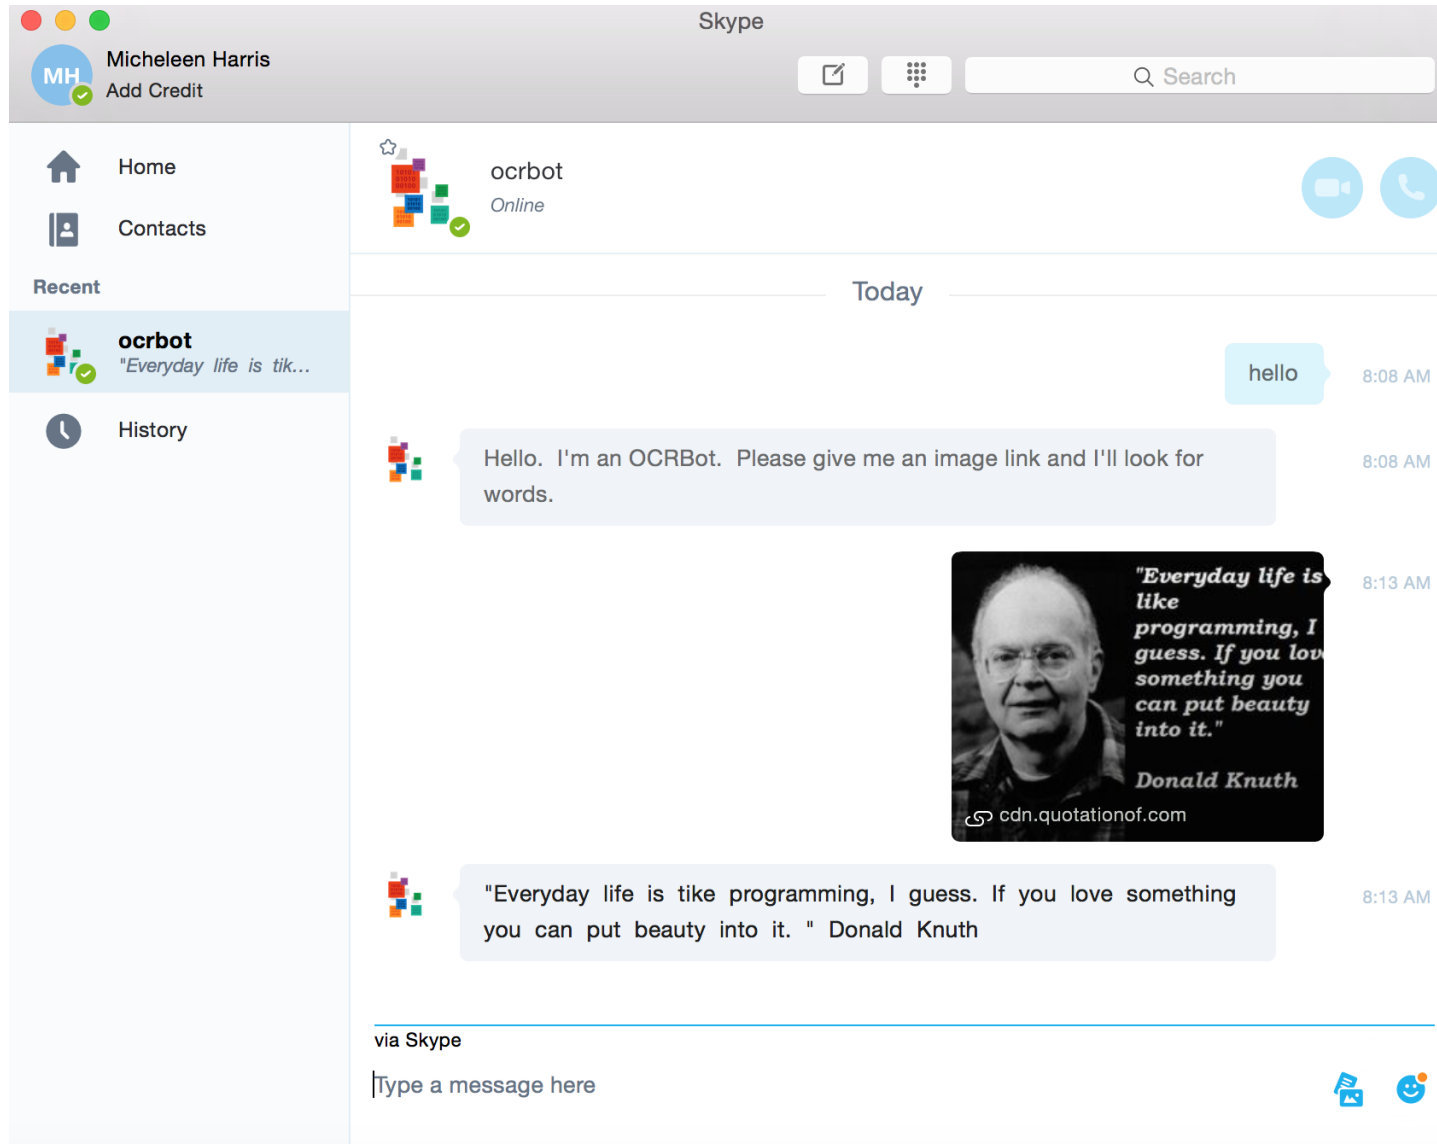 Skype
MH
Micheleen Harris
Add Credit
Search
Home
Contacts
Recent
ocrbot
"Everyday life is tik...
History
ocrbot
Online
Today
hello
8:08 AM
Hello. I'm an OCRBot. Please give me an image link and I'll look for
words.
8:08 AM
"Everyday life is
like
programming, I
guess. If you lov
something you
can put beauty
into it."
Donald Knuth
cdn.quotationof.com
8:13 AM
"Everyday life is tike programming, I guess. If you love something
you can put beauty into it. " Donald Knuth
8:13 AM
via Skype
Type a message here